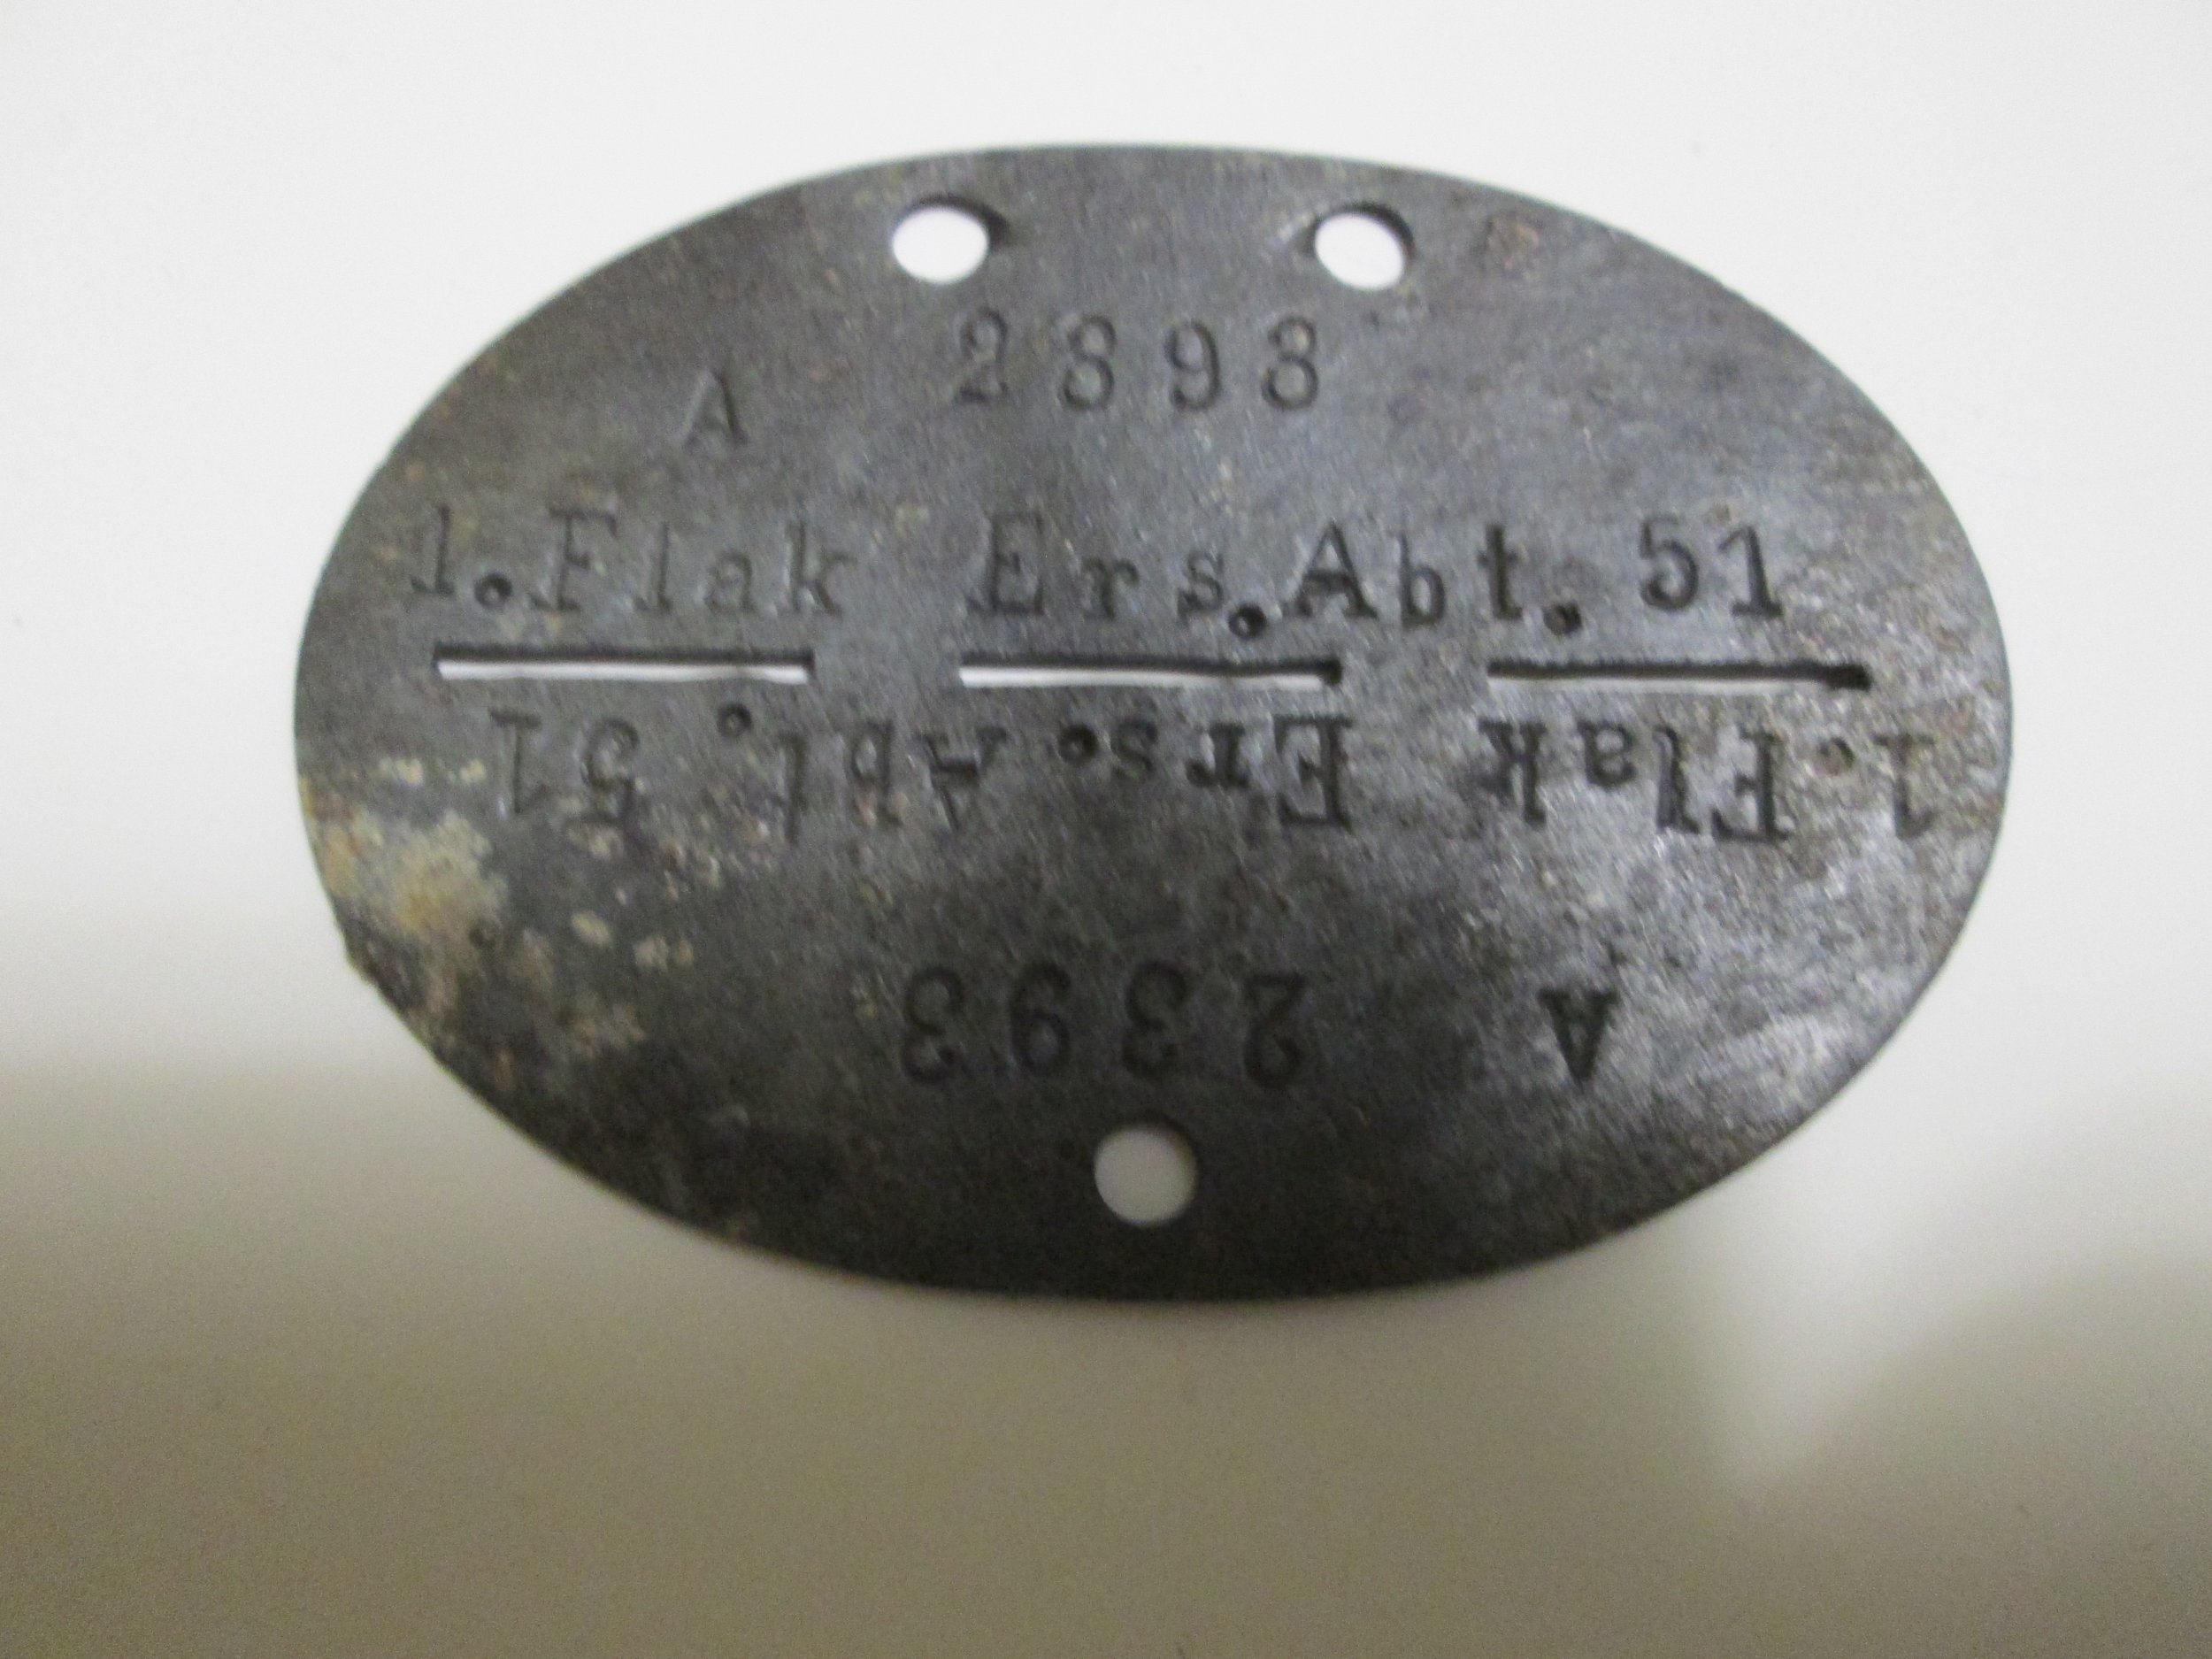 A 2393
1. Flak Ers. Abt. 51
1. Flak Ers. Abt. 51
A 2393